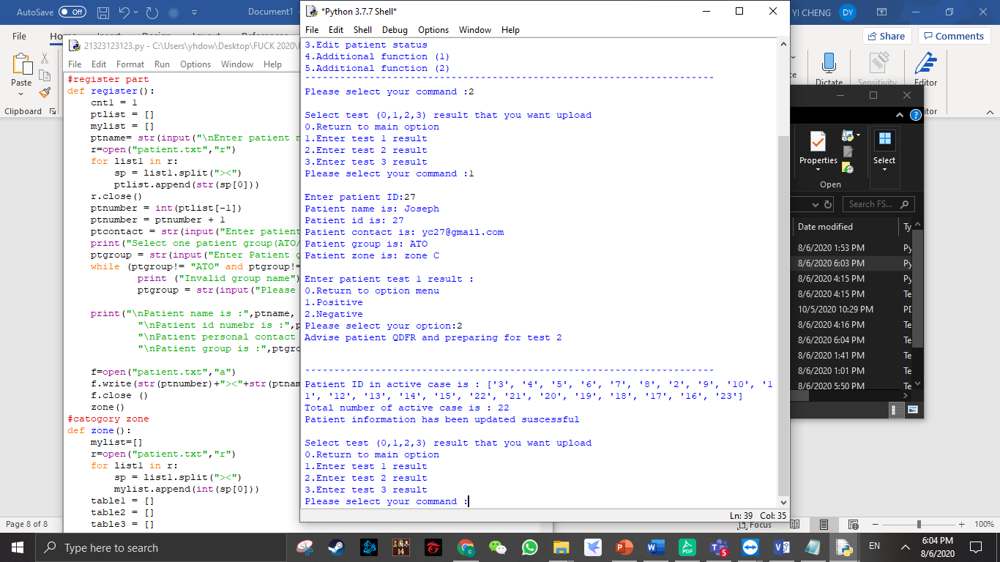 AutoSave Off
Document1
YI CHENG DY
File
Share
Comments
Paste
Clipboard
Dictate
Sensitivity
Editor
21323123123.py - C:\Users\yhdow\Desktop\FUCK 2020\
File Edit Format Run Options Window Help
#register part
def register():
    cnt1 = 1
    ptlist = []
    mylist = []
    ptname= str(input("\nEnter patient
    r=open("patient.txt","r")
    for list1 in r:
        sp = list1.split("><")
        ptlist.append(str(sp[0]))
    r.close()
    ptnumber = int(ptlist[-1])
    ptnumber = ptnumber + 1
    ptcontact = str(input("Enter patient
    print("Select one patient group(ATO/
    ptgroup = str(input("Enter Patient g
    while (ptgroup!= "ATO" and ptgroup!=
            print ("Invalid group name")
            ptgroup = str(input("Please
    print("\nPatient name is :",ptname,
            "\nPatient id numebr is :",p
            "\nPatient personal contact
            "\nPatient group is :",ptgro
    f=open("patient.txt","a")
    f.write(str(ptnumber)+"><"+str(ptnam
    f.close ()
    zone()
#catogory zone
def zone():
    mylist=[]
    r=open("patient.txt","r")
    for list1 in r:
        sp = list1.split("><")
        mylist.append(int(sp[0]))
    table1 = []
    table2 = []
    table3 = []
*Python 3.7.7 Shell*
File Edit Shell Debug Options Window Help
3.Edit patient status
4.Additional function (1)
5.Additional function (2)
----------------------------------------------------------------------
Please select your command :2
Select test (0,1,2,3) result that you want upload
0.Return to main option
1.Enter test 1 result
2.Enter test 2 result
3.Enter test 3 result
Please select your command :1
Enter patient ID:27
Patient name is: Joseph
Patient id is: 27
Patient contact is: yc27@gmail.com
Patient group is: ATO
Patient zone is: zone C
Enter patient test 1 result :
0.Return to option menu
1.Positive
2.Negative
Please select your option:2
Advise patient QDFR and preparing for test 2
----------------------------------------------------------------------
Patient ID in active case is : ['3', '4', '5', '6', '7', '8', '2', '9', '10', '1
1', '12', '13', '14', '15', '22', '21', '20', '19', '18', '17', '16', '23']
Total number of active case is : 22
Patient information has been updated suscessful
Select test (0,1,2,3) result that you want upload
0.Return to main option
1.Enter test 1 result
2.Enter test 2 result
3.Enter test 3 result
Please select your command :
Ln: 39 Col: 35
Properties
Select
Open
Search FS...
Date modified Ty
8/6/2020 1:53 PM Py
8/6/2020 6:03 PM Py
8/6/2020 4:15 PM Py
8/6/2020 4:15 PM Te
10/5/2020 10:29 PM PD
8/6/2020 4:16 PM Te
8/6/2020 6:04 PM Te
8/6/2020 1:41 PM Te
8/6/2020 1:01 PM Te
8/6/2020 5:50 PM Te
Page 8 of 8
Focus
100%
Type here to search
EN
6:04 PM
8/6/2020